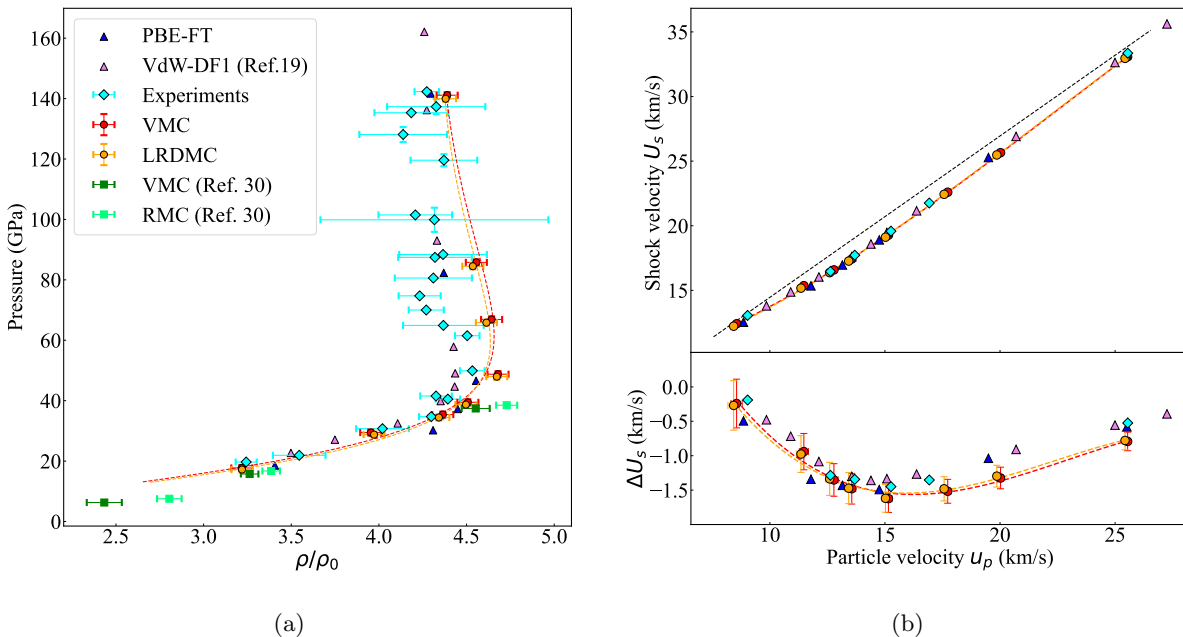 160
140
120
100
80
60
40
20
0
Pressure (GPa)
PBE-FT
VdW-DF1 (Ref.19)
Experiments
VMC
LRDMC
VMC (Ref. 30)
RMC (Ref. 30)
2.5 3.0 3.5 4.0 4.5 5.0
ρ/ρ₀
(a)
35
30
25
20
15
Shock velocity Uₛ (km/s)
0.0
−0.5
−1.0
−1.5
ΔUₛ (km/s)
10 15 20 25
Particle velocity uₚ (km/s)
(b)